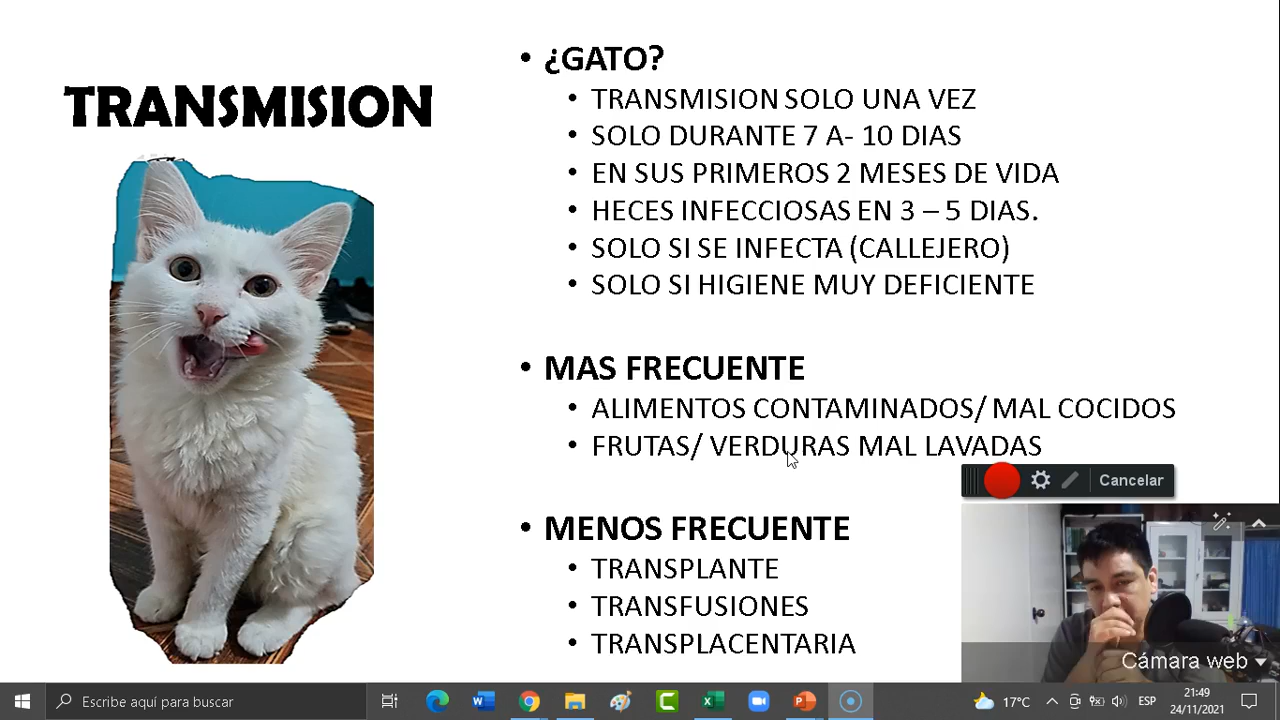 TRANSMISION
• ¿GATO?
• TRANSMISION SOLO UNA VEZ
• SOLO DURANTE 7 A- 10 DIAS
• EN SUS PRIMEROS 2 MESES DE VIDA
• HECES INFECCIOSAS EN 3 – 5 DIAS.
• SOLO SI SE INFECTA (CALLEJERO)
• SOLO SI HIGIENE MUY DEFICIENTE
• MAS FRECUENTE
• ALIMENTOS CONTAMINADOS/ MAL COCIDOS
• FRUTAS/ VERDURAS MAL LAVADAS
• MENOS FRECUENTE
• TRANSPLANTE
• TRANSFUSIONES
• TRANSPLACENTARIA
Cancelar
Cámara web
Escribe aquí para buscar
17°C
ESP
21:49
24/11/2021